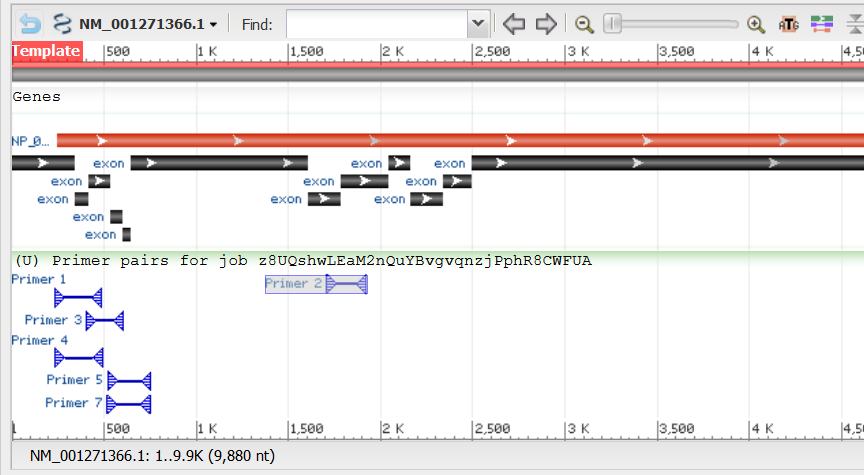 NM_001271366.1 Find:
Template 500 1 K 1,500 2 K 2,500 3 K 3,500 4 K 4,5
Genes
NP_0...
exon exon exon
exon exon exon
exon exon exon
exon
exon
(U) Primer pairs for job z8UQshwLEaM2nQuYBvgvqnzjPphR8CWFUA
Primer 1 Primer 2
Primer 3
Primer 4
Primer 5
Primer 7
1 500 1 K 1,500 2 K 2,500 3 K 3,500 4 K 4,5
NM_001271366.1: 1..9.9K (9,880 nt)